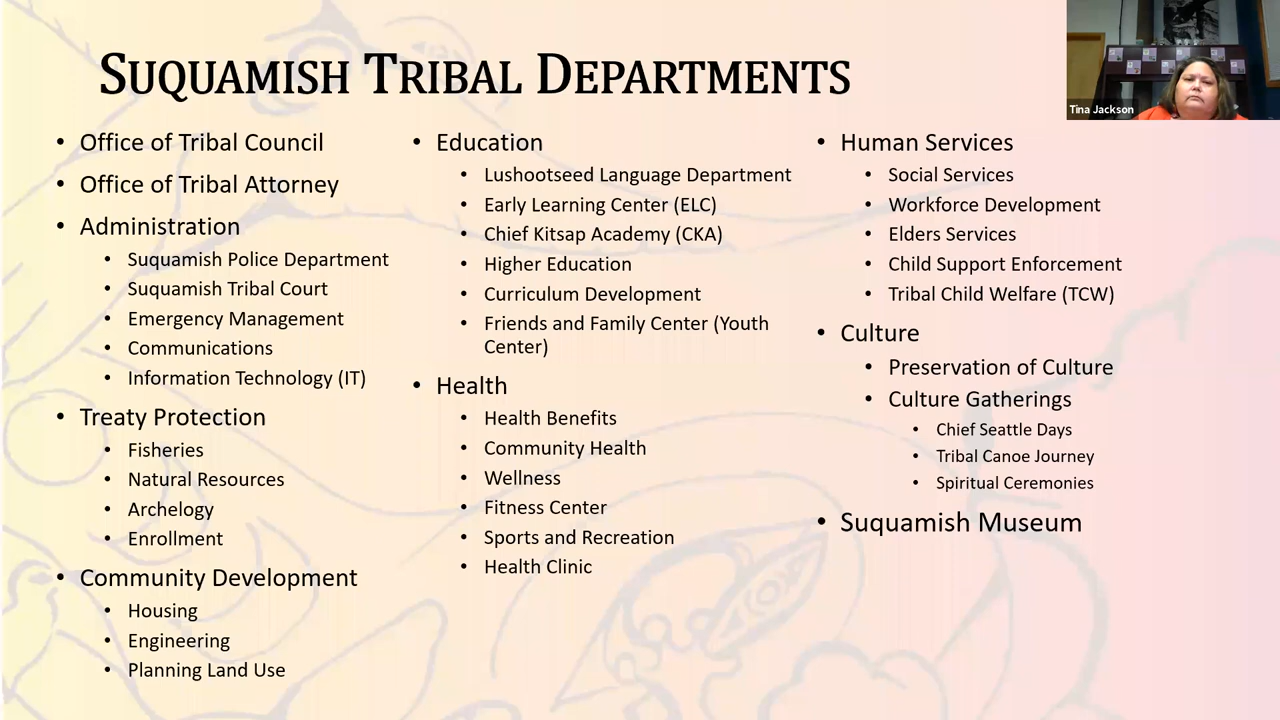 SUQUAMISH TRIBAL DEPARTMENTS
Tina Jackson
• Office of Tribal Council
• Office of Tribal Attorney
• Administration
• Suquamish Police Department
• Suquamish Tribal Court
• Emergency Management
• Communications
• Information Technology (IT)
• Treaty Protection
• Fisheries
• Natural Resources
• Archelogy
• Enrollment
• Community Development
• Housing
• Engineering
• Planning Land Use
• Education
• Lushootseed Language Department
• Early Learning Center (ELC)
• Chief Kitsap Academy (CKA)
• Higher Education
• Curriculum Development
• Friends and Family Center (Youth
Center)
• Health
• Health Benefits
• Community Health
• Wellness
• Fitness Center
• Sports and Recreation
• Health Clinic
• Human Services
• Social Services
• Workforce Development
• Elders Services
• Child Support Enforcement
• Tribal Child Welfare (TCW)
• Culture
• Preservation of Culture
• Culture Gatherings
• Chief Seattle Days
• Tribal Canoe Journey
• Spiritual Ceremonies
• Suquamish Museum